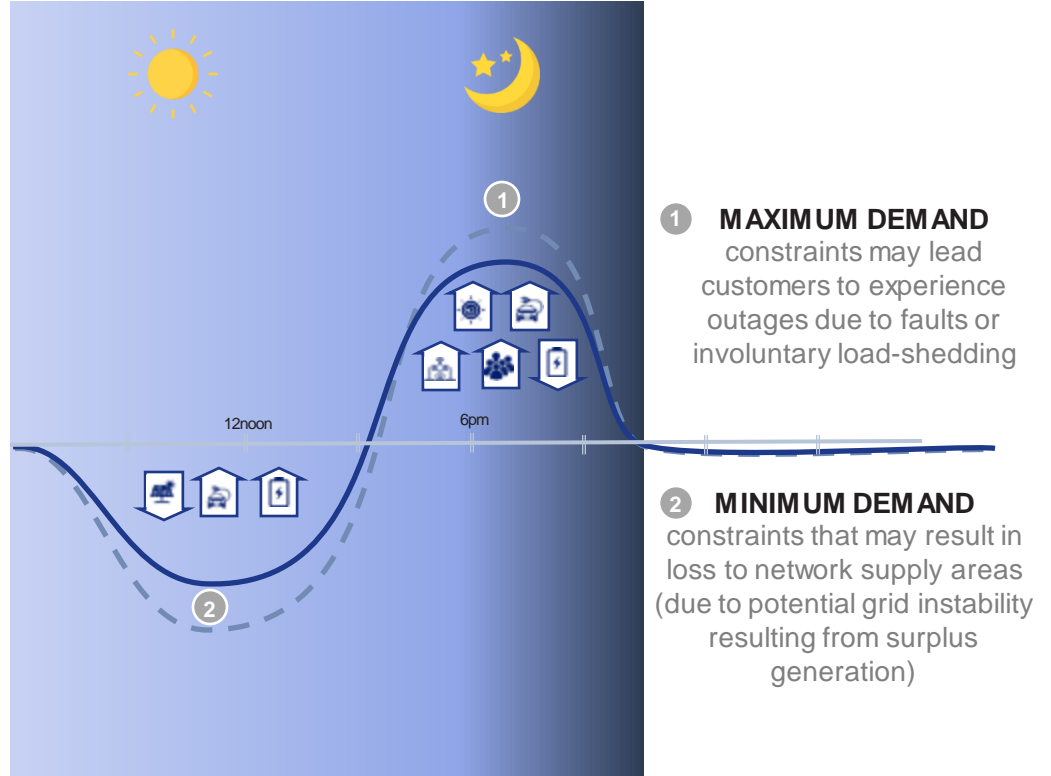 1
12noon
6pm
2
1 MAXIMUM DEMAND
constraints may lead
customers to experience
outages due to faults or
involuntary load-shedding
2 MINIMUM DEMAND
constraints that may result in
loss to network supply areas
(due to potential grid instability
resulting from surplus
generation)